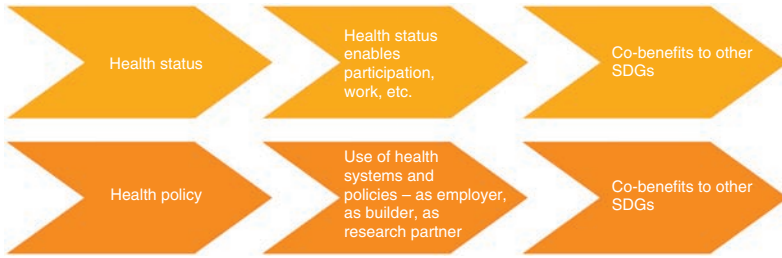 Health status
Health status
enables
participation,
work, etc.
Co-benefits to other
SDGs
Health policy
Use of health
systems and
policies – as employer,
as builder, as
research partner
Co-benefits to other
SDGs